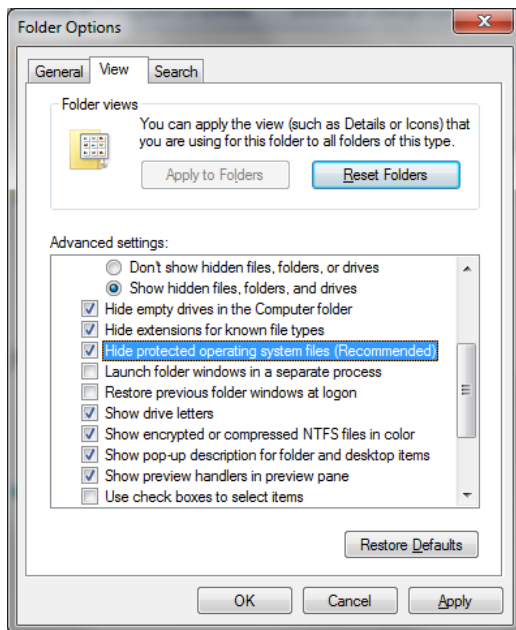 Folder Options
General View Search
Folder views
You can apply the view (such as Details or Icons) that
you are using for this folder to all folders of this type.
Apply to Folders Reset Folders
Advanced settings:
Don't show hidden files, folders, or drives
Show hidden files, folders, and drives
Hide empty drives in the Computer folder
Hide extensions for known file types
Hide protected operating system files (Recommended)
Launch folder windows in a separate process
Restore previous folder windows at logon
Show drive letters
Show encrypted or compressed NTFS files in color
Show pop-up description for folder and desktop items
Show preview handlers in preview pane
Use check boxes to select items
Restore Defaults
OK Cancel Apply